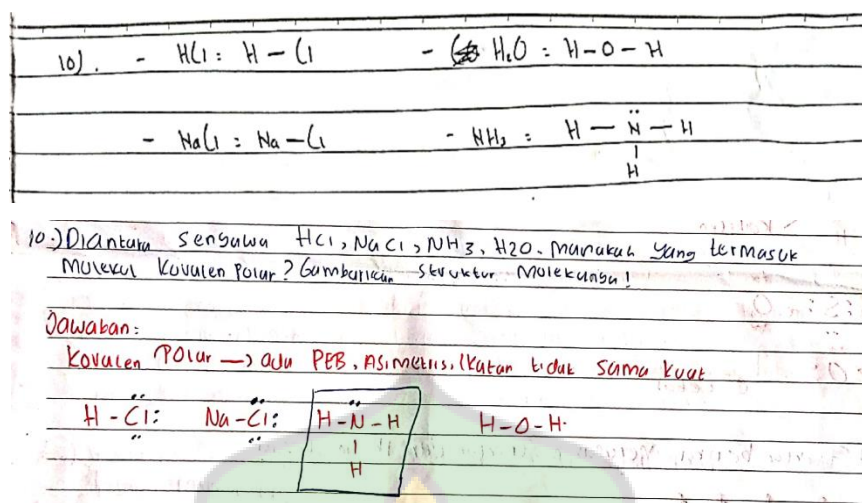 10). - HCl : H - Cl - H2O : H-O-H
- NaCl : Na - Cl - NH3 : H - N̈ - H
|
H
10.) Diantara senyawa HCl, NaCl, NH3, H2O. manakah yang termasuk
molekul kovalen polar? Gambarkan struktur molekulnya!
Jawaban:
Kovalen Polar —> ada PEB, Asimetris, Ikatan tidak sama kuat
H - Cl: Na - Cl: H - N̈ - H H - O - H.
|
H